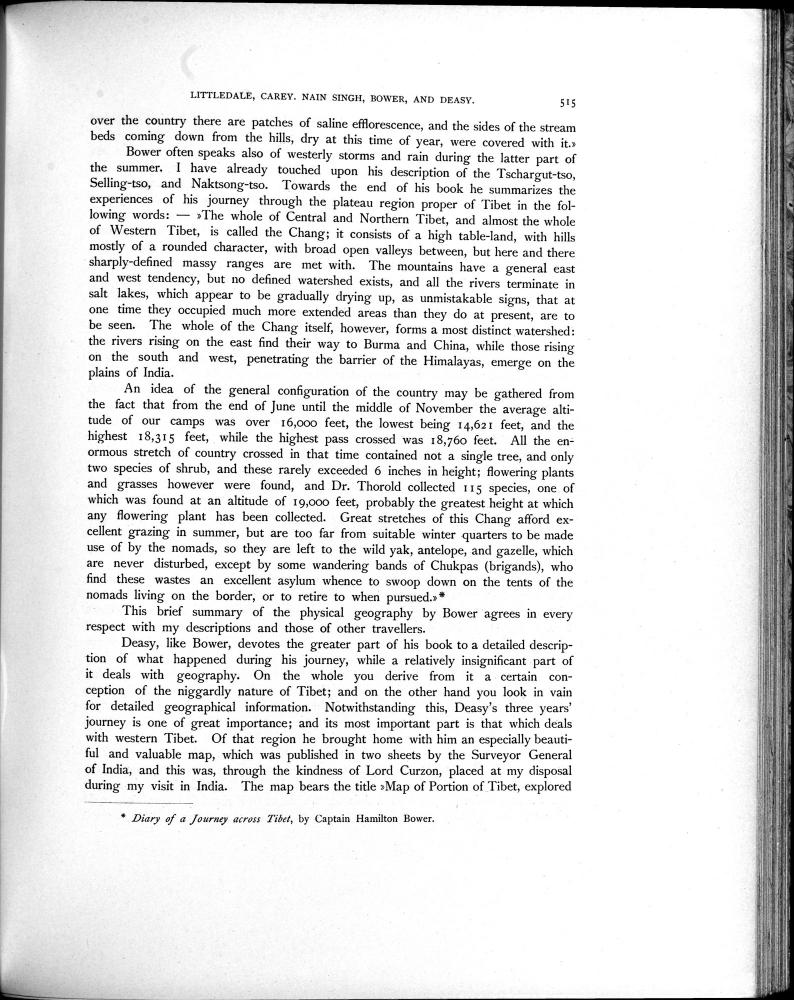 LITTLEDALE, CAREY. NAIN SINGH, BOWER, AND DEASY. 515
over the country there are patches of saline efflorescence, and the sides of the stream
beds coming down from the hills, dry at this time of year, were covered with it.»
Bower often speaks also of westerly storms and rain during the latter part of
the summer. I have already touched upon his description of the Tschargut-tso,
Selling-tso, and Naktsong-tso. Towards the end of his book he summarizes the
experiences of his journey through the plateau region proper of Tibet in the fol-
lowing words: — »The whole of Central and Northern Tibet, and almost the whole
of Western Tibet, is called the Chang; it consists of a high table-land, with hills
mostly of a rounded character, with broad open valleys between, but here and there
sharply-defined massy ranges are met with. The mountains have a general east
and west tendency, but no defined watershed exists, and all the rivers terminate in
salt lakes, which appear to be gradually drying up, as unmistakable signs, that at
one time they occupied much more extended areas than they do at present, are to
be seen. The whole of the Chang itself, however, forms a most distinct watershed:
the rivers rising on the east find their way to Burma and China, while those rising
on the south and west, penetrating the barrier of the Himalayas, emerge on the
plains of India.
An idea of the general configuration of the country may be gathered from
the fact that from the end of June until the middle of November the average alti-
tude of our camps was over 16,000 feet, the lowest being 14,621 feet, and the
highest 18,315 feet, while the highest pass crossed was 18,760 feet. All the en-
ormous stretch of country crossed in that time contained not a single tree, and only
two species of shrub, and these rarely exceeded 6 inches in height; flowering plants
and grasses however were found, and Dr. Thorold collected 115 species, one of
which was found at an altitude of 19,000 feet, probably the greatest height at which
any flowering plant has been collected. Great stretches of this Chang afford ex-
cellent grazing in summer, but are too far from suitable winter quarters to be made
use of by the nomads, so they are left to the wild yak, antelope, and gazelle, which
are never disturbed, except by some wandering bands of Chukpas (brigands), who
find these wastes an excellent asylum whence to swoop down on the tents of the
nomads living on the border, or to retire to when pursued.»*
This brief summary of the physical geography by Bower agrees in every
respect with my descriptions and those of other travellers.
Deasy, like Bower, devotes the greater part of his book to a detailed descrip-
tion of what happened during his journey, while a relatively insignificant part of
it deals with geography. On the whole you derive from it a certain con-
ception of the niggardly nature of Tibet; and on the other hand you look in vain
for detailed geographical information. Notwithstanding this, Deasy's three years'
journey is one of great importance; and its most important part is that which deals
with western Tibet. Of that region he brought home with him an especially beauti-
ful and valuable map, which was published in two sheets by the Surveyor General
of India, and this was, through the kindness of Lord Curzon, placed at my disposal
during my visit in India. The map bears the title »Map of Portion of Tibet, explored
* Diary of a Journey across Tibet, by Captain Hamilton Bower.